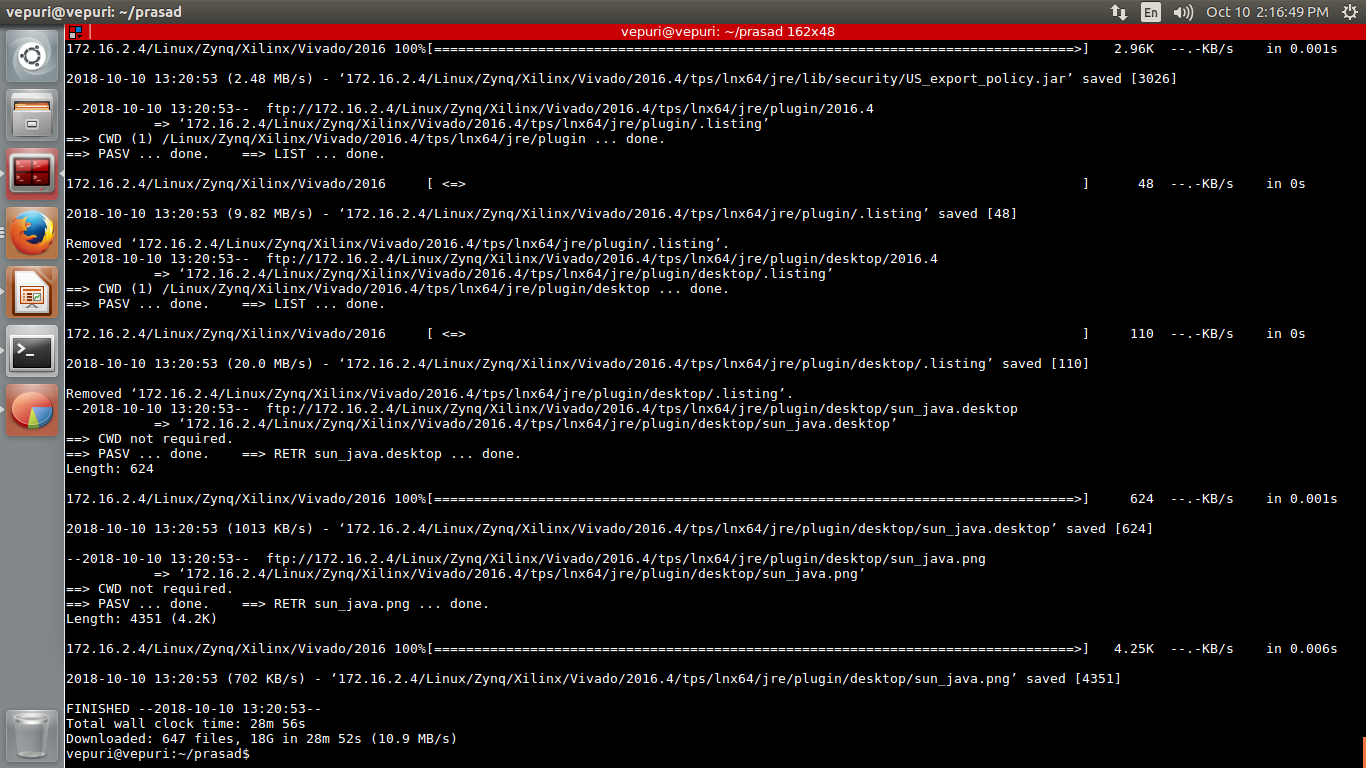 vepuri@vepuri: ~/prasad
En
Oct 10 2:16:49 PM
vepuri@vepuri: ~/prasad 162x48
172.16.2.4/Linux/Zynq/Xilinx/Vivado/2016 100%[================================================================================>]   2.96K  --.-KB/s    in 0.001s
2018-10-10 13:20:53 (2.48 MB/s) - ‘172.16.2.4/Linux/Zynq/Xilinx/Vivado/2016.4/tps/lnx64/jre/lib/security/US_export_policy.jar’ saved [3026]
--2018-10-10 13:20:53--  ftp://172.16.2.4/Linux/Zynq/Xilinx/Vivado/2016.4/tps/lnx64/jre/plugin/2016.4
           => ‘172.16.2.4/Linux/Zynq/Xilinx/Vivado/2016.4/tps/lnx64/jre/plugin/.listing’
==> CWD (1) /Linux/Zynq/Xilinx/Vivado/2016.4/tps/lnx64/jre/plugin ... done.
==> PASV ... done.    ==> LIST ... done.
172.16.2.4/Linux/Zynq/Xilinx/Vivado/2016     [ <=>                                                                             ]      48  --.-KB/s    in 0s
2018-10-10 13:20:53 (9.82 MB/s) - ‘172.16.2.4/Linux/Zynq/Xilinx/Vivado/2016.4/tps/lnx64/jre/plugin/.listing’ saved [48]
Removed ‘172.16.2.4/Linux/Zynq/Xilinx/Vivado/2016.4/tps/lnx64/jre/plugin/.listing’.
--2018-10-10 13:20:53--  ftp://172.16.2.4/Linux/Zynq/Xilinx/Vivado/2016.4/tps/lnx64/jre/plugin/desktop/2016.4
           => ‘172.16.2.4/Linux/Zynq/Xilinx/Vivado/2016.4/tps/lnx64/jre/plugin/desktop/.listing’
==> CWD (1) /Linux/Zynq/Xilinx/Vivado/2016.4/tps/lnx64/jre/plugin/desktop ... done.
==> PASV ... done.    ==> LIST ... done.
172.16.2.4/Linux/Zynq/Xilinx/Vivado/2016     [ <=>                                                                             ]     110  --.-KB/s    in 0s
2018-10-10 13:20:53 (20.0 MB/s) - ‘172.16.2.4/Linux/Zynq/Xilinx/Vivado/2016.4/tps/lnx64/jre/plugin/desktop/.listing’ saved [110]
Removed ‘172.16.2.4/Linux/Zynq/Xilinx/Vivado/2016.4/tps/lnx64/jre/plugin/desktop/.listing’.
--2018-10-10 13:20:53--  ftp://172.16.2.4/Linux/Zynq/Xilinx/Vivado/2016.4/tps/lnx64/jre/plugin/desktop/sun_java.desktop
           => ‘172.16.2.4/Linux/Zynq/Xilinx/Vivado/2016.4/tps/lnx64/jre/plugin/desktop/sun_java.desktop’
==> CWD not required.
==> PASV ... done.    ==> RETR sun_java.desktop ... done.
Length: 624
172.16.2.4/Linux/Zynq/Xilinx/Vivado/2016 100%[================================================================================>]     624  --.-KB/s    in 0.001s
2018-10-10 13:20:53 (1013 KB/s) - ‘172.16.2.4/Linux/Zynq/Xilinx/Vivado/2016.4/tps/lnx64/jre/plugin/desktop/sun_java.desktop’ saved [624]
--2018-10-10 13:20:53--  ftp://172.16.2.4/Linux/Zynq/Xilinx/Vivado/2016.4/tps/lnx64/jre/plugin/desktop/sun_java.png
           => ‘172.16.2.4/Linux/Zynq/Xilinx/Vivado/2016.4/tps/lnx64/jre/plugin/desktop/sun_java.png’
==> CWD not required.
==> PASV ... done.    ==> RETR sun_java.png ... done.
Length: 4351 (4.2K)
172.16.2.4/Linux/Zynq/Xilinx/Vivado/2016 100%[================================================================================>]   4.25K  --.-KB/s    in 0.006s
2018-10-10 13:20:53 (702 KB/s) - ‘172.16.2.4/Linux/Zynq/Xilinx/Vivado/2016.4/tps/lnx64/jre/plugin/desktop/sun_java.png’ saved [4351]
FINISHED --2018-10-10 13:20:53--
Total wall clock time: 28m 56s
Downloaded: 647 files, 18G in 28m 52s (10.9 MB/s)
vepuri@vepuri:~/prasad$